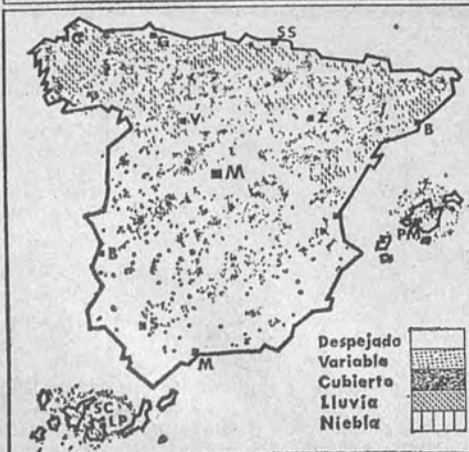 C
G
SS
V
Z
B
M
PM
B
S
M
SC
LP
Despejado
Variable
Cubierto
Lluvia
Niebla